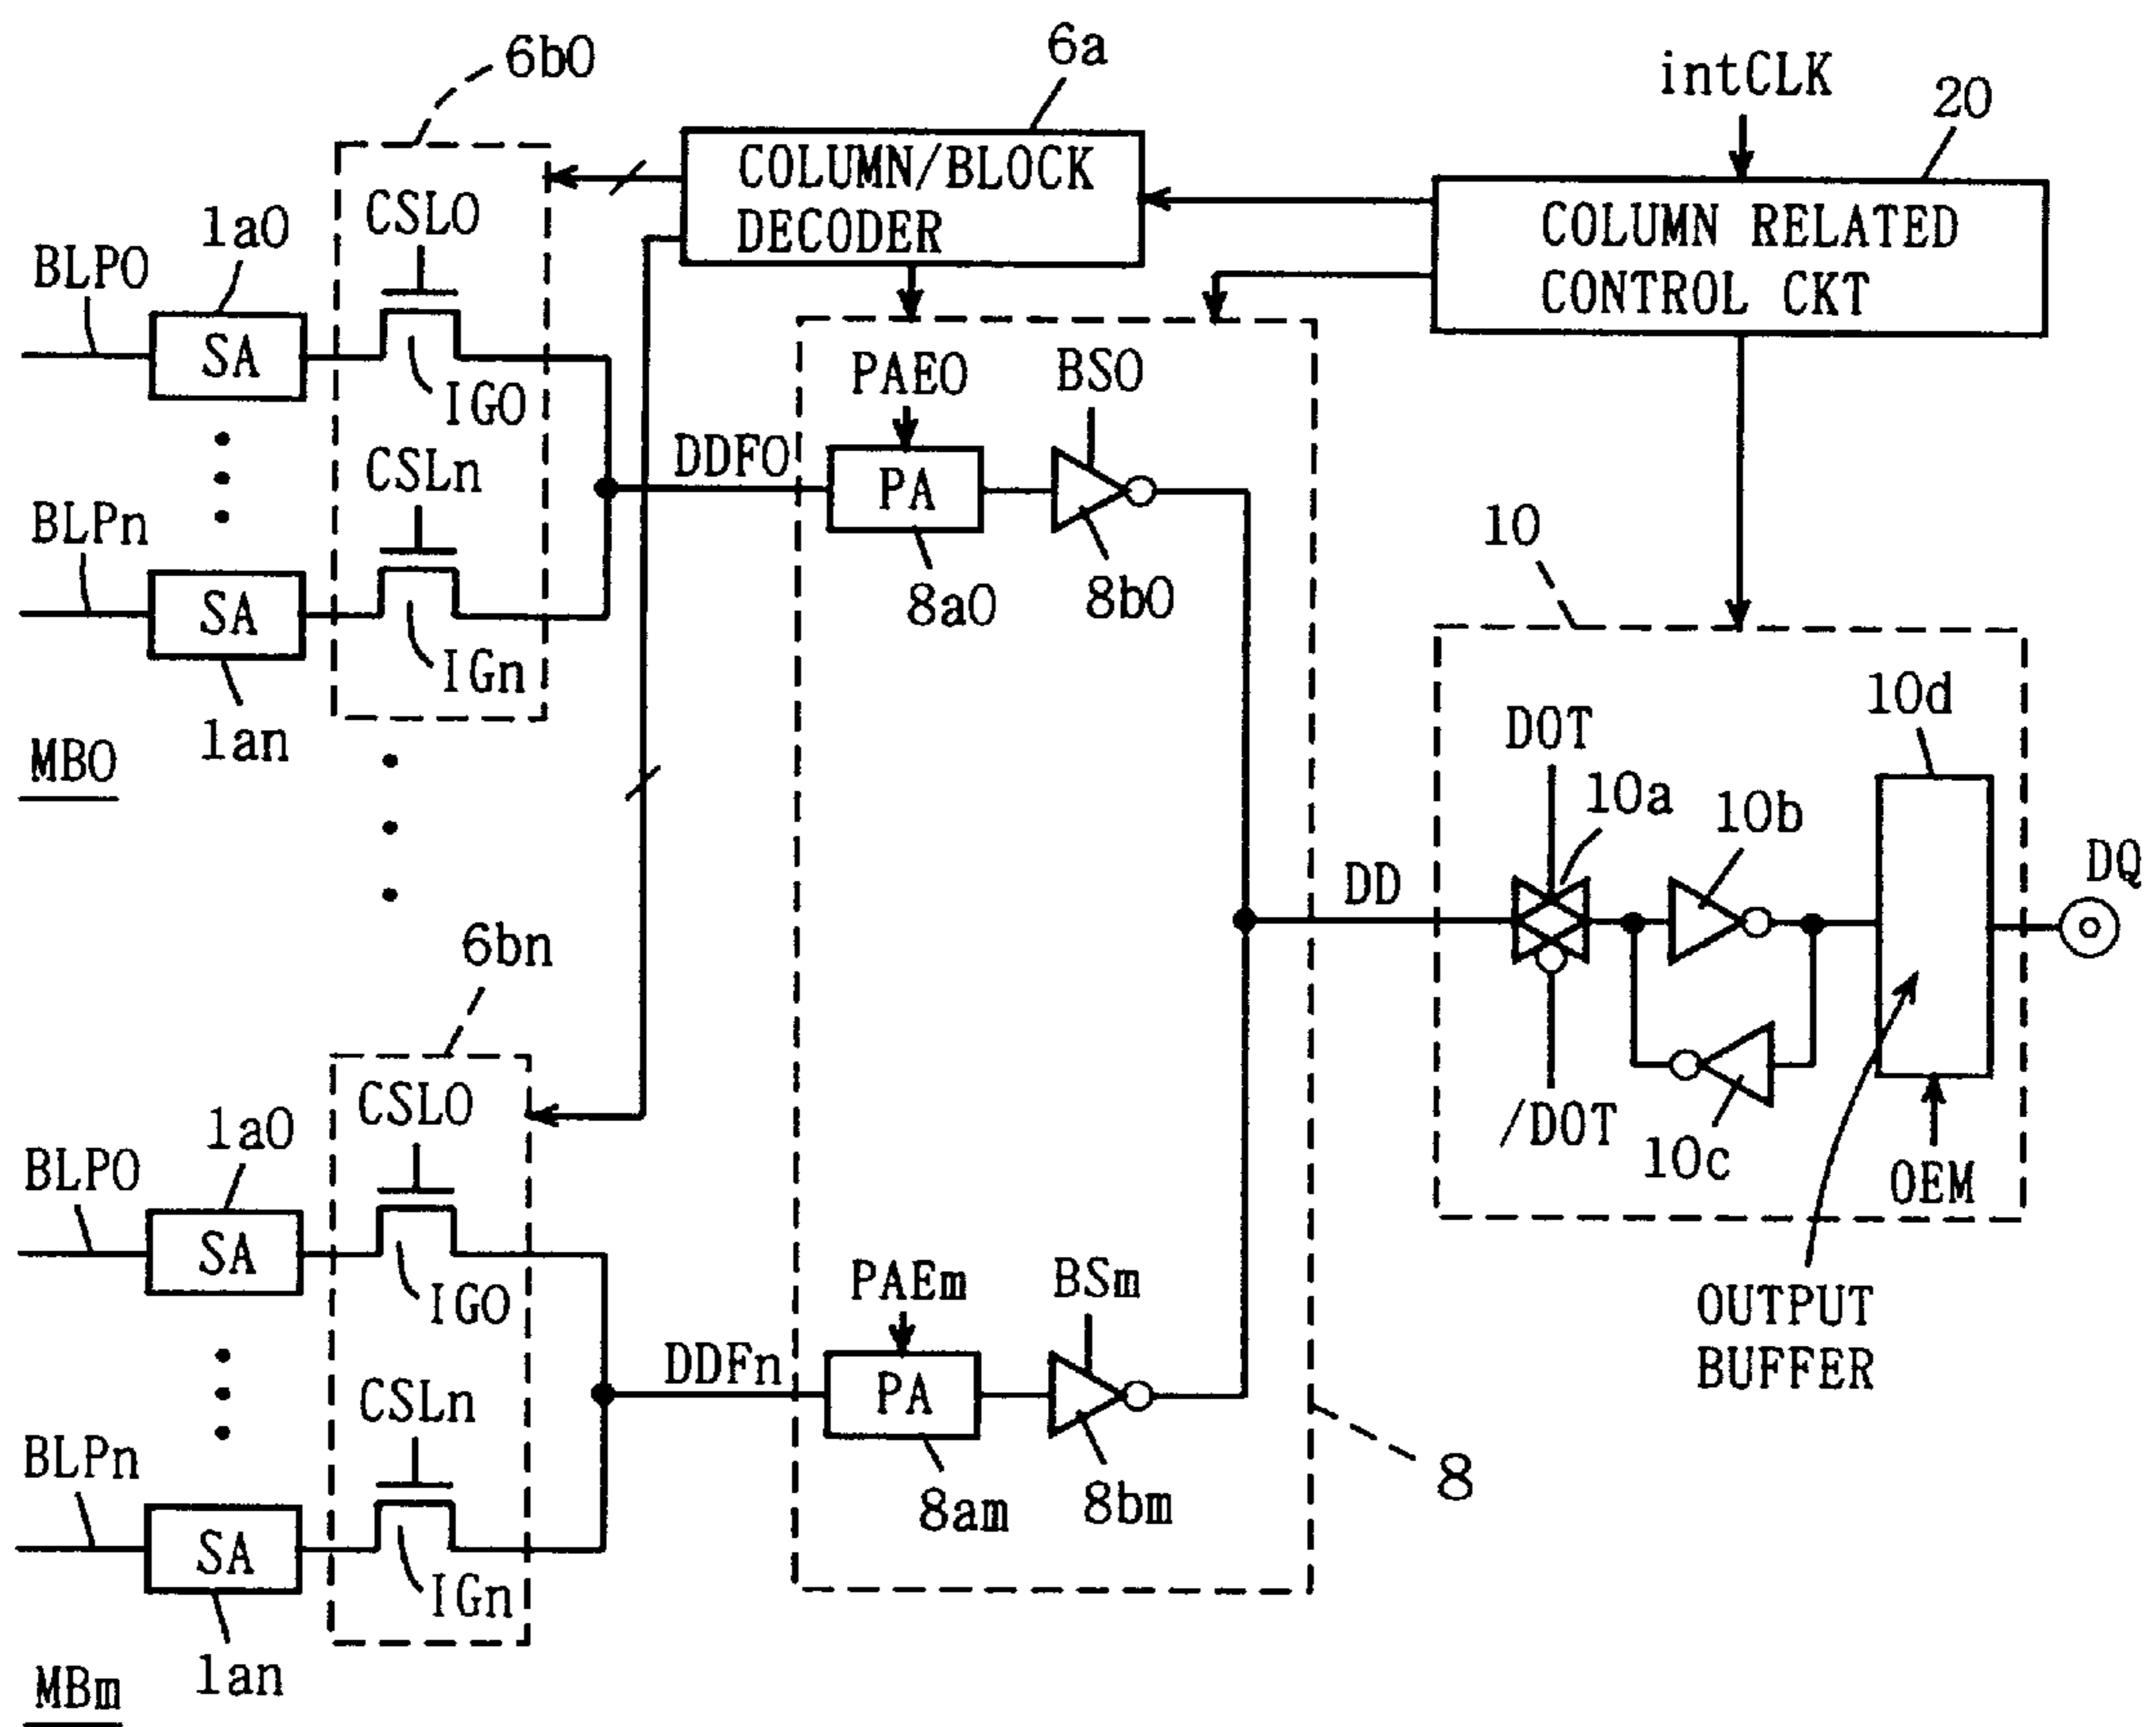 6b0
6a
intCLK
20
COLUMN/BLOCK
DECODER
COLUMN RELATED
CONTROL CKT
CSL0
1a0
BLP0
SA
IG0
PAE0
BS0
DDF0
PA
8a0
8b0
CSLn
BLPn
SA
IGn
1an
MB0
10
10d
DOT
10a
10b
DD
DQ
/DOT
10c
OEM
OUTPUT
BUFFER
6bn
CSL0
1a0
BLP0
SA
IG0
PAEm
BSm
DDFn
PA
8am
8bm
8
CSLn
BLPn
SA
IGn
1an
MBm